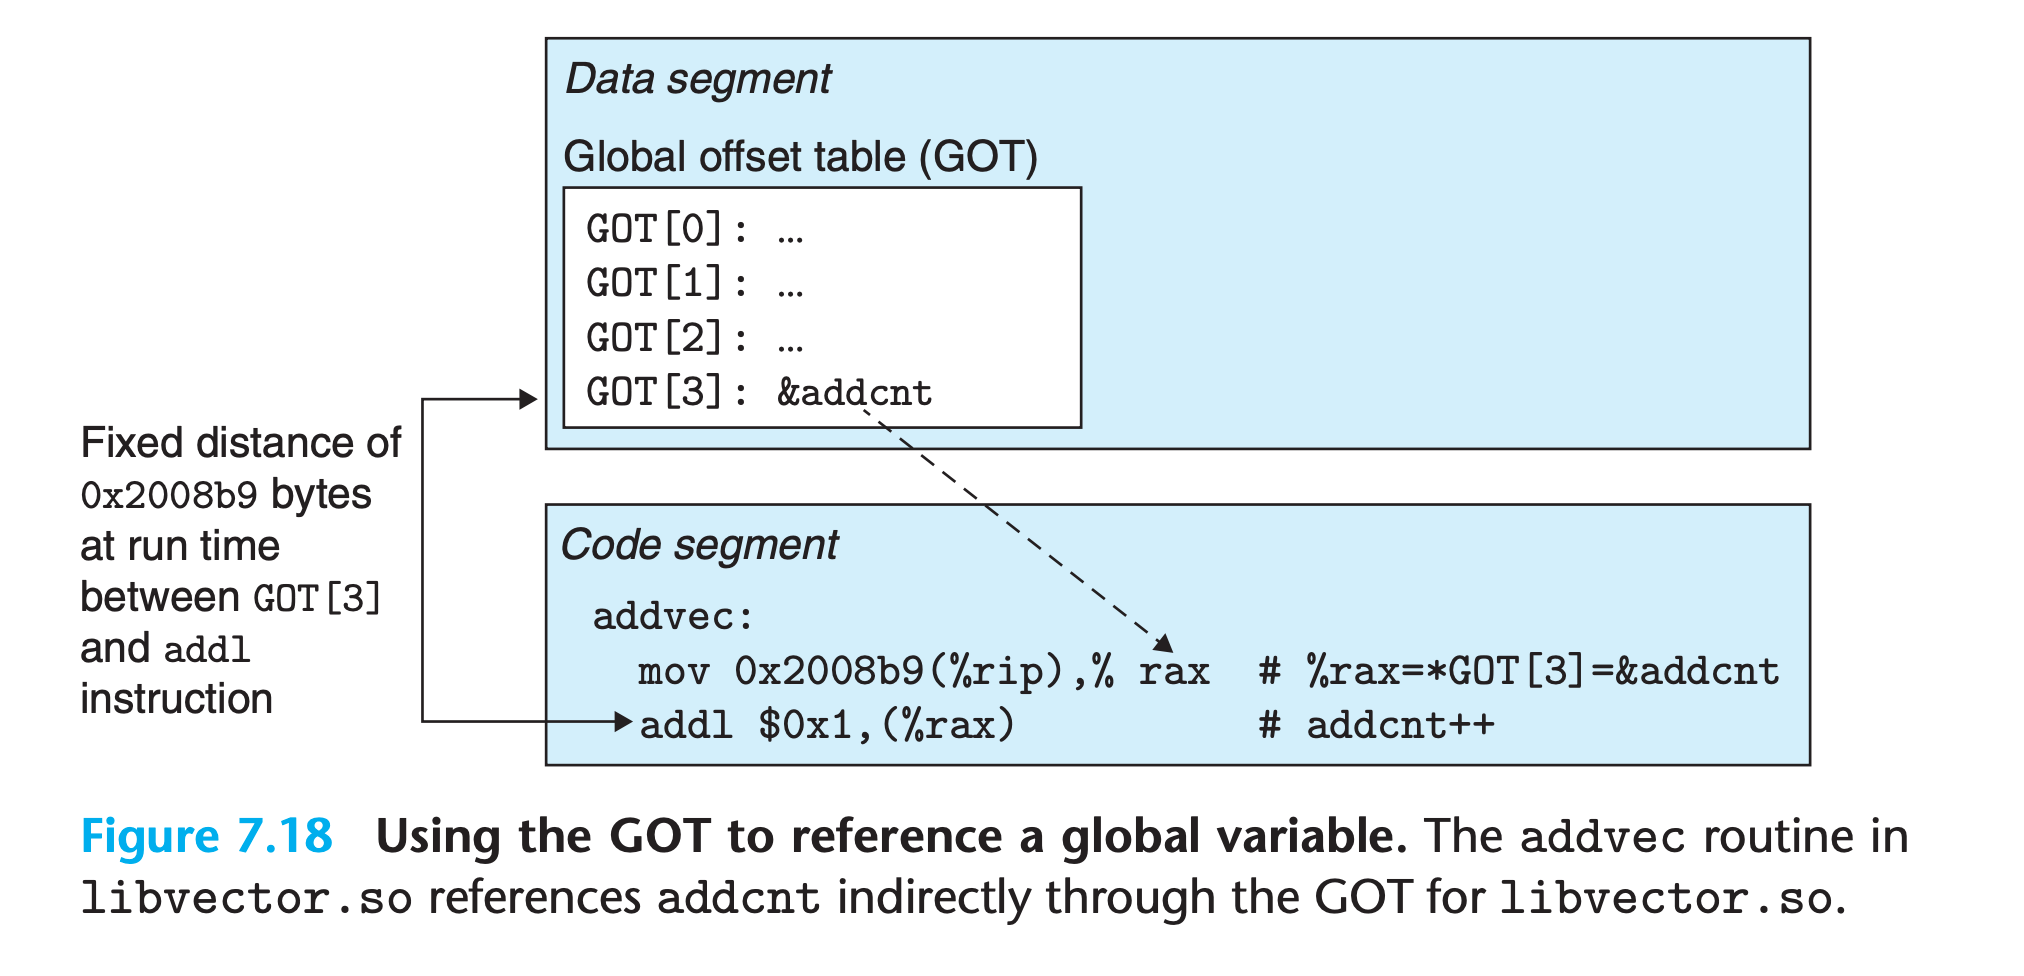 Data segment
Global offset table (GOT)
GOT[0]: …
GOT[1]: …
GOT[2]: …
GOT[3]: &addcnt
Fixed distance of
0x2008b9 bytes
at run time
between GOT[3]
and addl
instruction
Code segment
addvec:
mov 0x2008b9(%rip),% rax # %rax=*GOT[3]=&addcnt
addl $0x1,(%rax) # addcnt++
Figure 7.18 Using the GOT to reference a global variable. The addvec routine in
libvector.so references addcnt indirectly through the GOT for libvector.so.